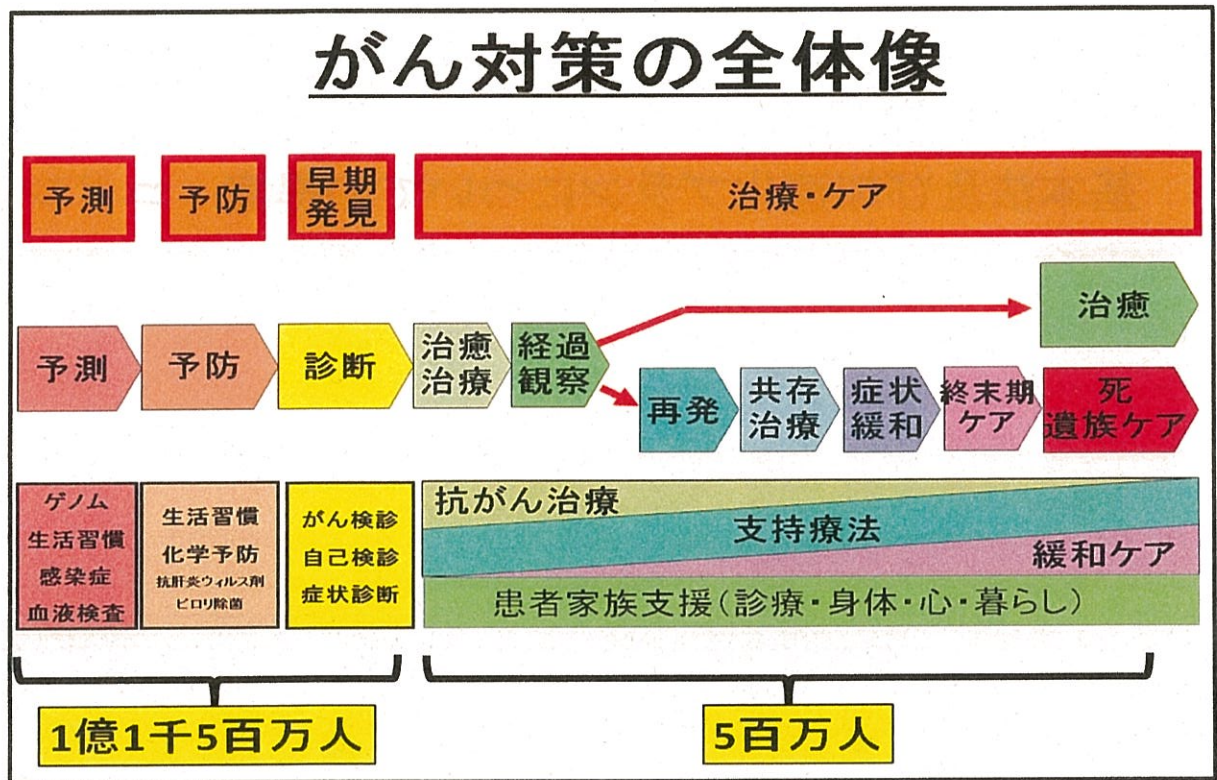 がん対策の全体像
予測
予防
早期
発見
治療・ケア
予測
予防
診断
治癒
治療
経過
観察
治癒
再発
共存
治療
症状
緩和
終末期
ケア
死
遺族ケア
ゲノム
生活習慣
感染症
血液検査
生活習慣
化学予防
抗肝炎ウィルス剤
ピロリ除菌
がん検診
自己検診
症状診断
抗がん治療
支持療法
緩和ケア
患者家族支援(診療・身体・心・暮らし)
1億1千5百万人
5百万人